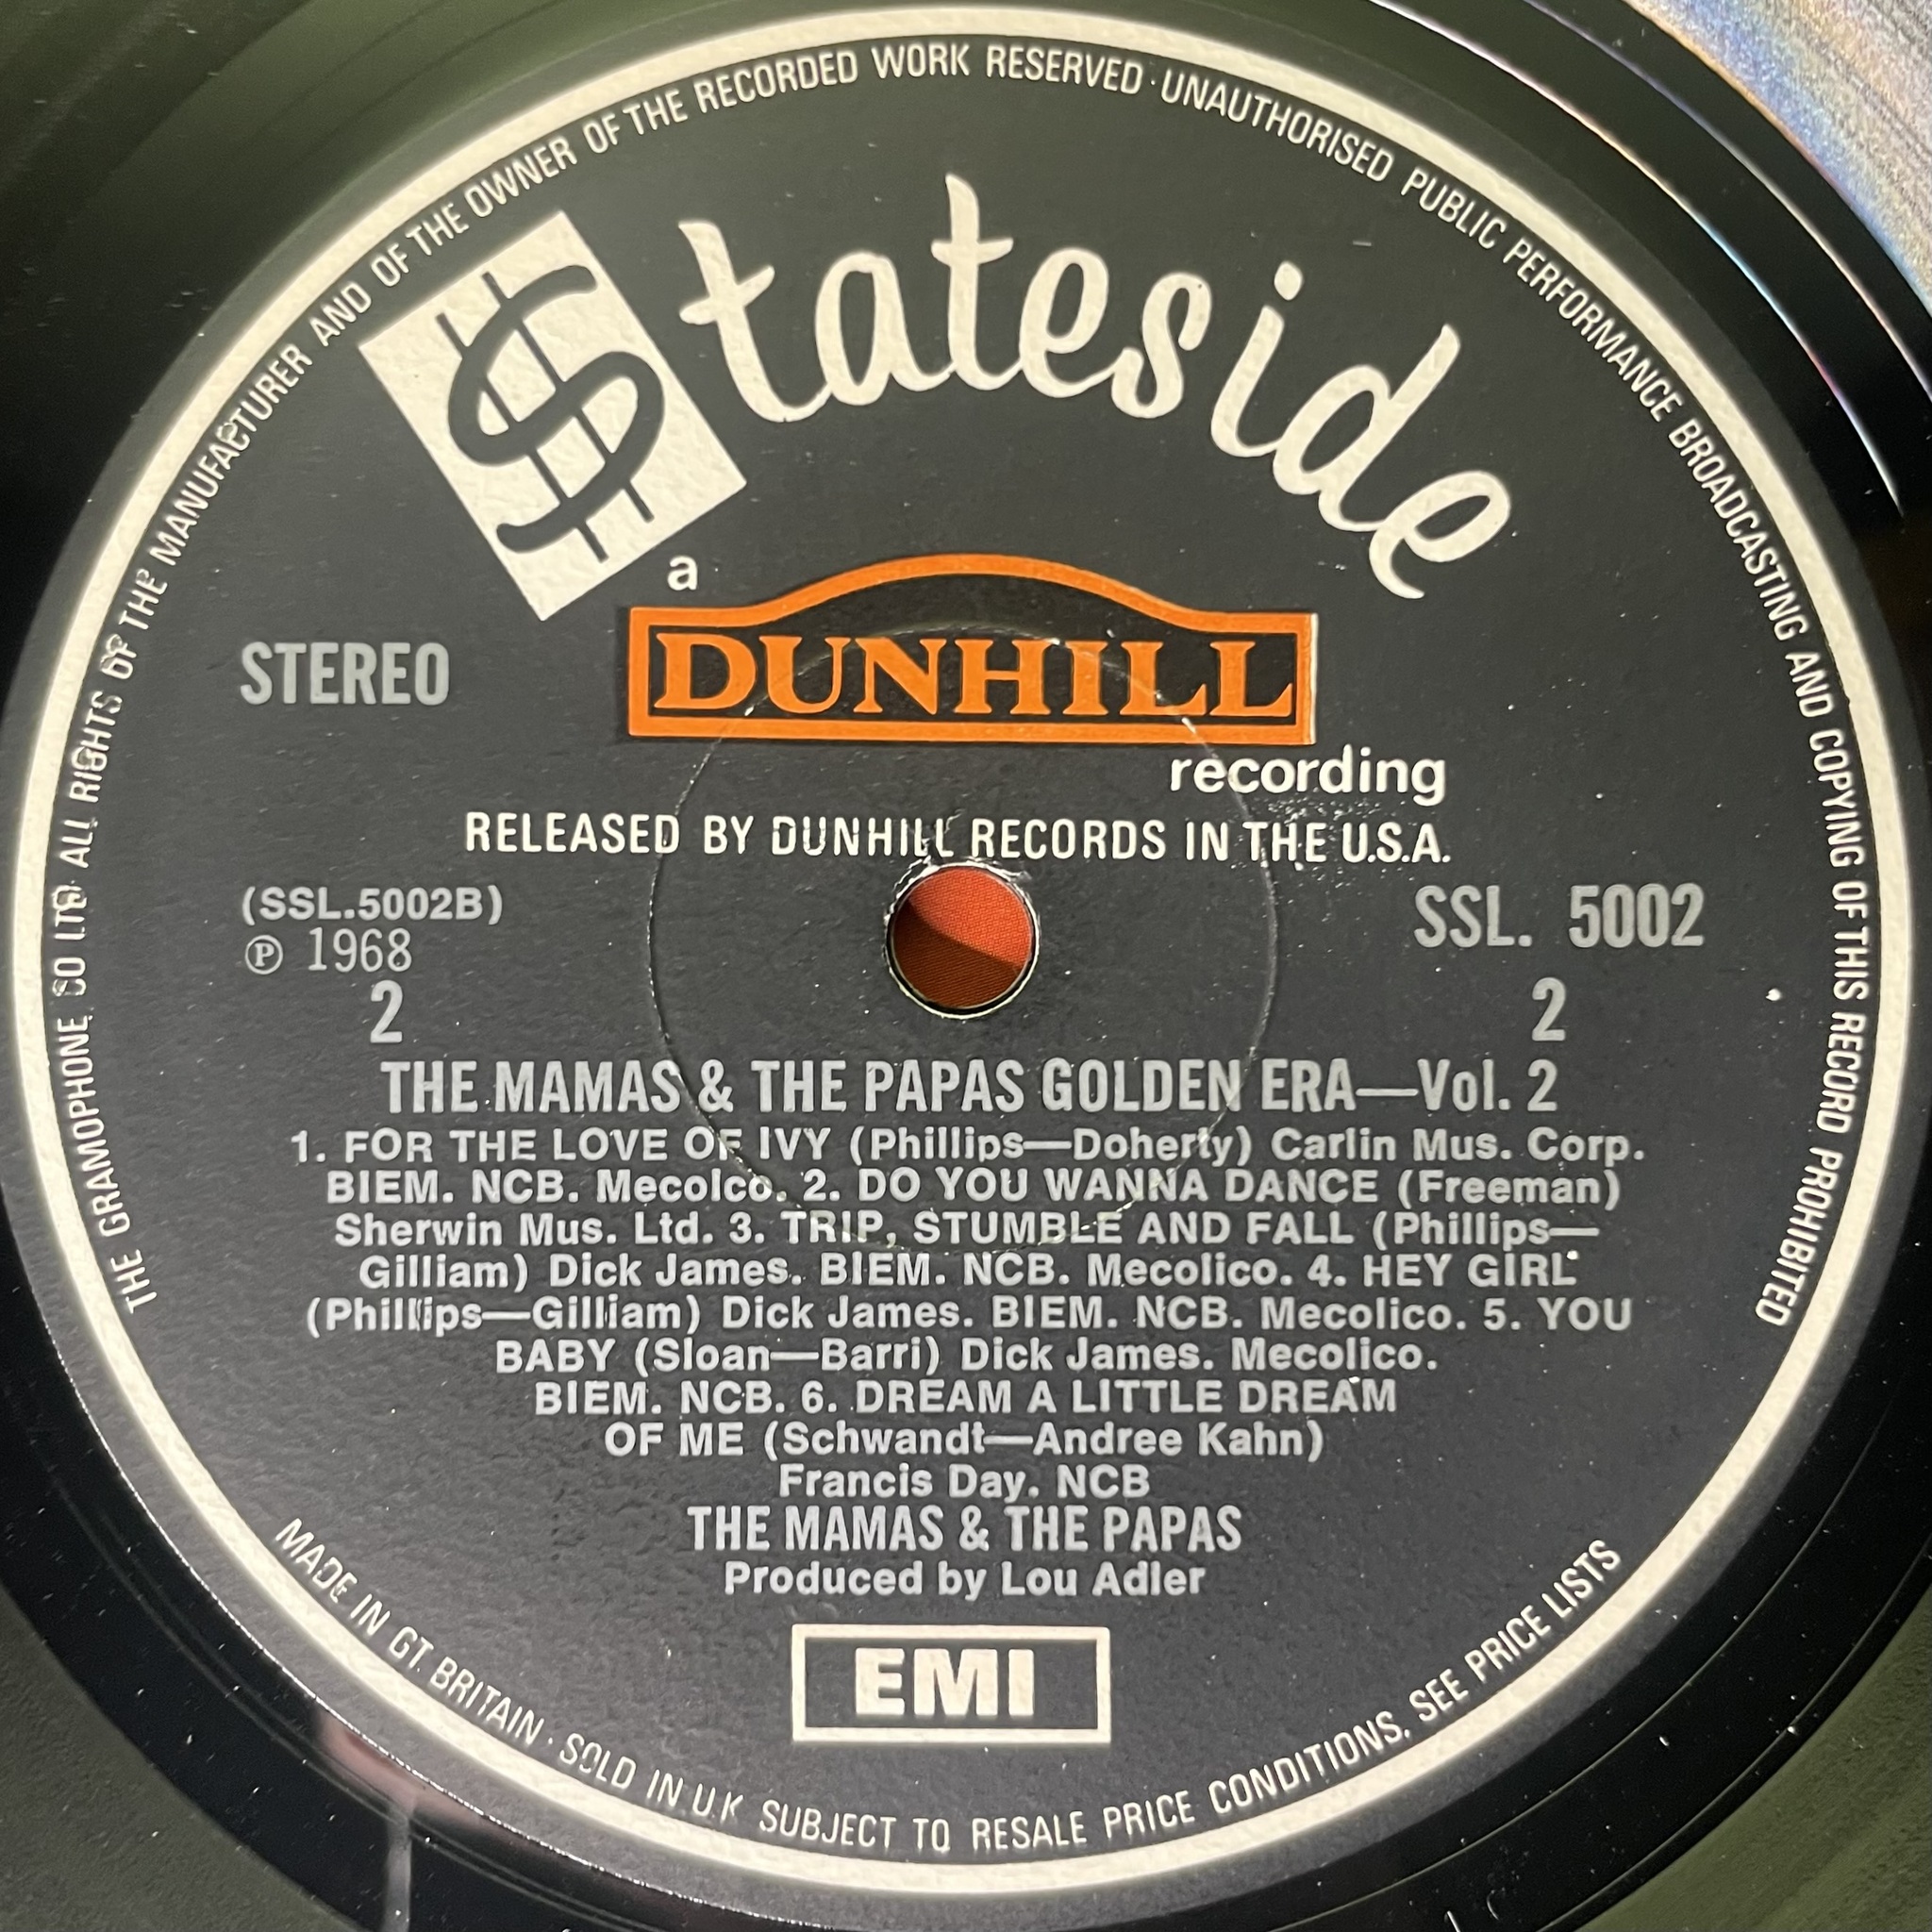 THE GRAMOPHONE CO LTD. ALL RIGHTS OF THE MANUFACTURER AND OF THE OWNER OF THE RECORDED WORK RESERVED · UNAUTHORISED PUBLIC PERFORMANCE BROADCASTING AND COPYING OF THIS RECORD PROHIBITED
Stateside
a
DUNHILL
recording
STEREO
RELEASED BY DUNHILL RECORDS IN THE U.S.A.
(SSL.5002B)
SSL. 5002
℗ 1968
2 2
THE MAMAS & THE PAPAS GOLDEN ERA—Vol. 2
1. FOR THE LOVE OF IVY (Phillips—Doherty) Carlin Mus. Corp.
BIEM. NCB. Mecolco. 2. DO YOU WANNA DANCE (Freeman)
Sherwin Mus. Ltd. 3. TRIP, STUMBLE AND FALL (Phillips—
Gilliam) Dick James. BIEM. NCB. Mecolico. 4. HEY GIRL
(Phillips—Gilliam) Dick James. BIEM. NCB. Mecolico. 5. YOU
BABY (Sloan—Barri) Dick James. Mecolico.
BIEM. NCB. 6. DREAM A LITTLE DREAM
OF ME (Schwandt—Andree Kahn)
Francis Day. NCB
THE MAMAS & THE PAPAS
Produced by Lou Adler
EMI
MADE IN GT. BRITAIN · SOLD IN U.K SUBJECT TO RESALE PRICE CONDITIONS, SEE PRICE LISTS